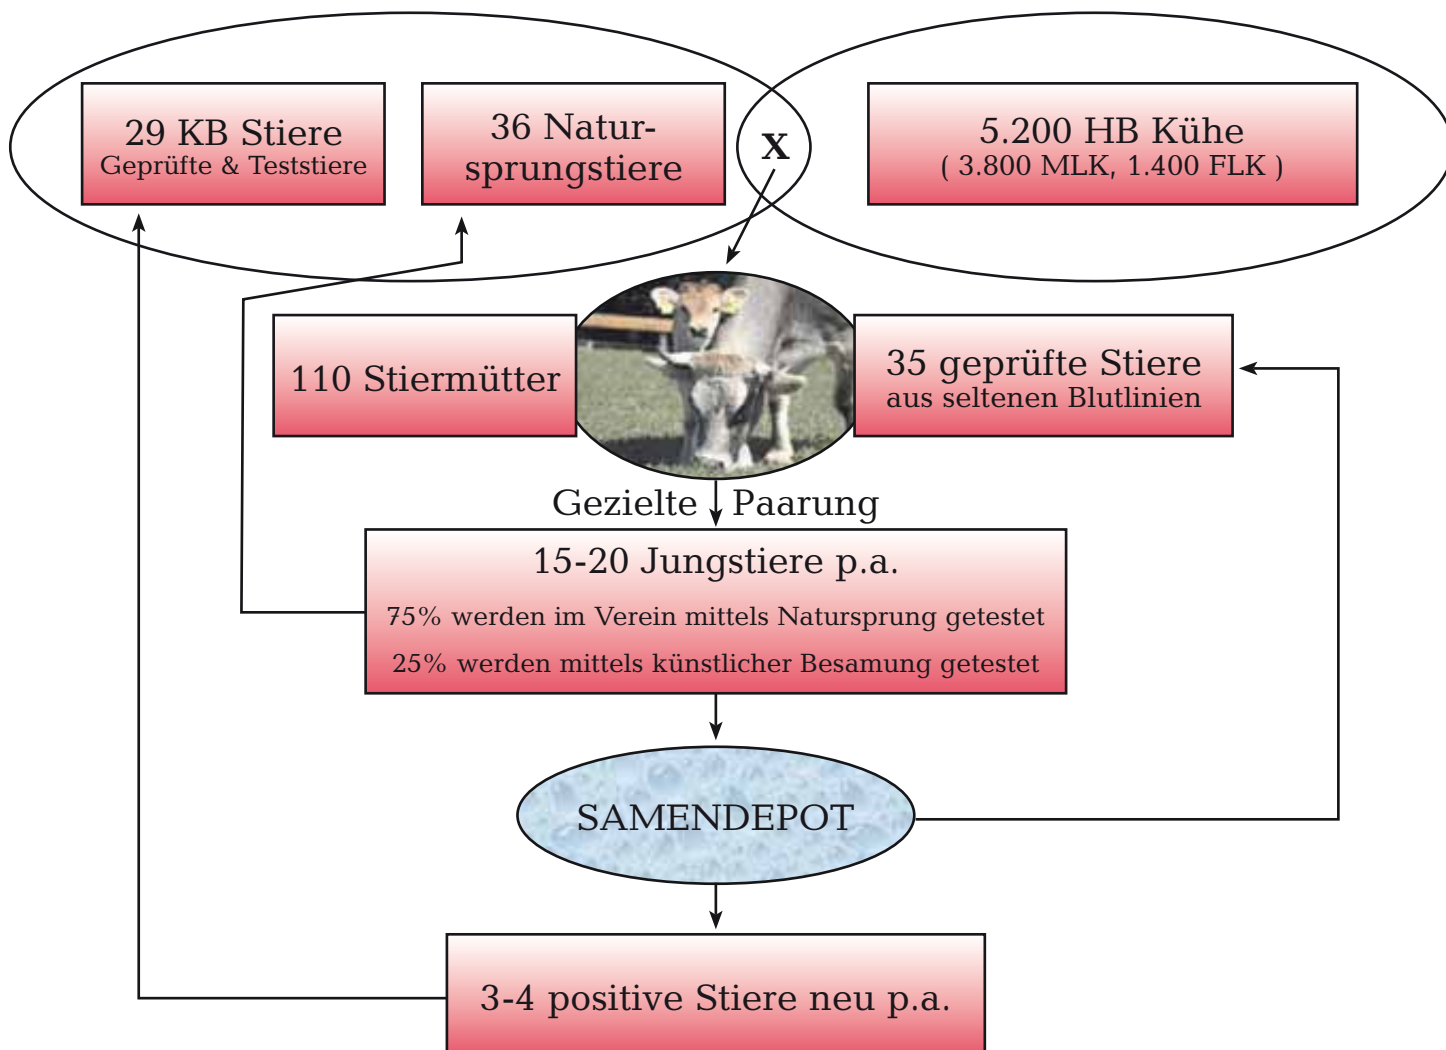 29 KB Stiere
Geprüfte & Teststiere
36 Natur-
sprungstiere
X
5.200 HB Kühe
( 3.800 MLK, 1.400 FLK )
110 Stiermütter
35 geprüfte Stiere
aus seltenen Blutlinien
Gezielte Paarung
15-20 Jungstiere p.a.
75% werden im Verein mittels Natursprung getestet
25% werden mittels künstlicher Besamung getestet
SAMENDEPOT
3-4 positive Stiere neu p.a.